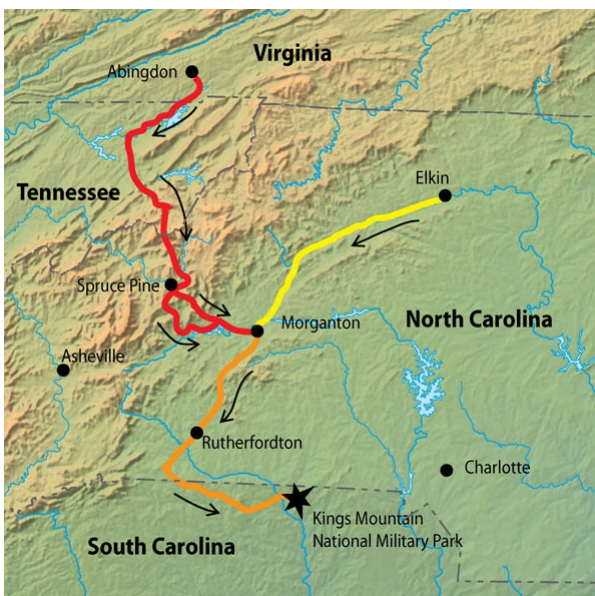 Virginia
Abingdon
Tennessee
Elkin
Spruce Pine
Morganton
North Carolina
Asheville
Rutherfordton
Charlotte
Kings Mountain
National Military Park
South Carolina